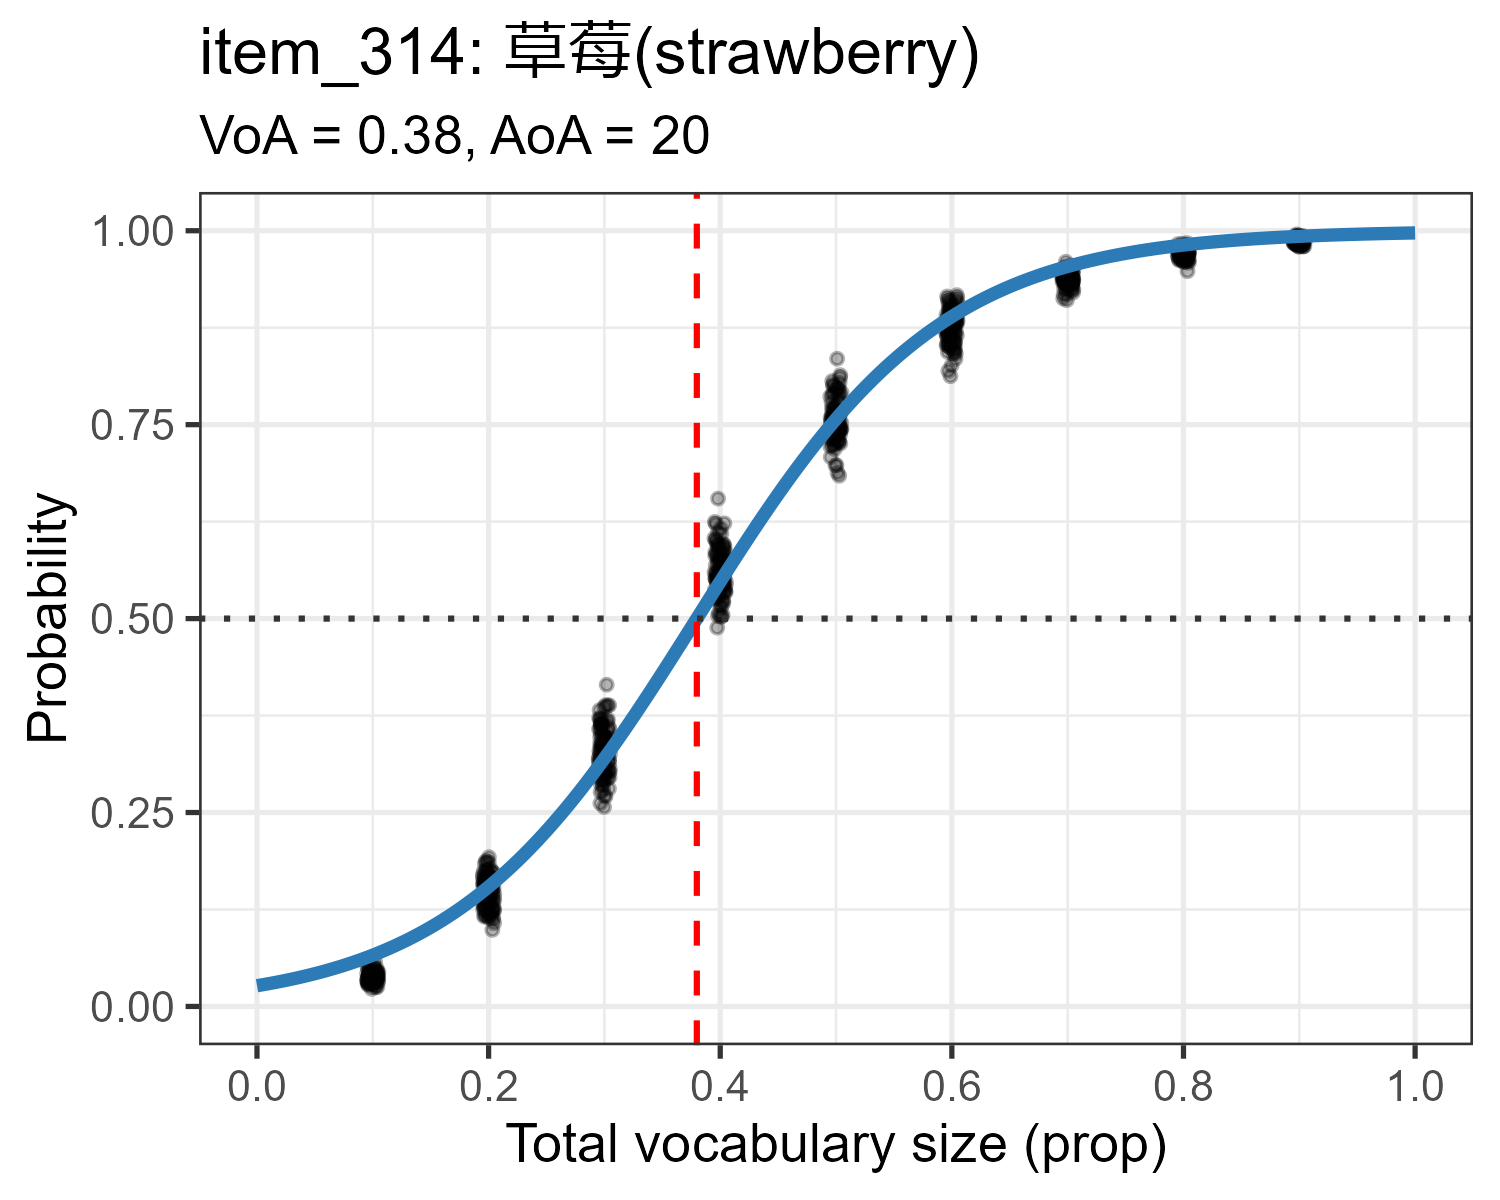 item_314: 草莓(strawberry)
VoA = 0.38, AoA = 20
1.00
0.75
0.50
0.25
0.00
Probability
0.0 0.2 0.4 0.6 0.8 1.0
Total vocabulary size (prop)